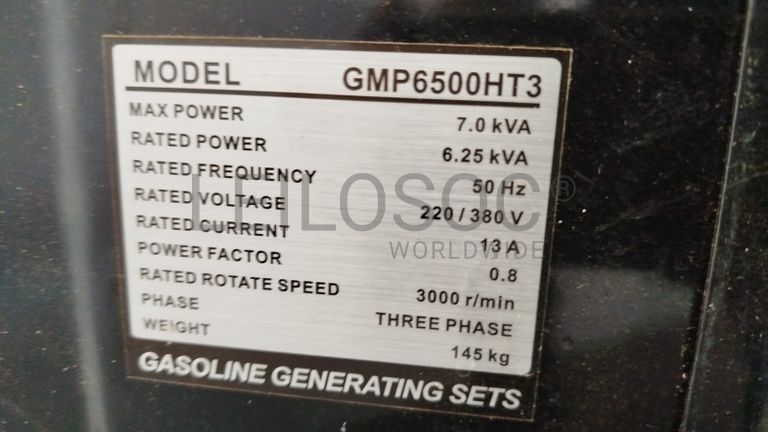 MODEL GMP6500HT3
MAX POWER 7.0 kVA
RATED POWER 6.25 kVA
RATED FREQUENCY 50 Hz
RATED VOLTAGE 220 / 380 V
RATED CURRENT 13 A
POWER FACTOR 0.8
RATED ROTATE SPEED 3000 r/min
PHASE THREE PHASE
WEIGHT 145 kg
GASOLINE GENERATING SETS
LEILOSOC®
WORLDWIDE